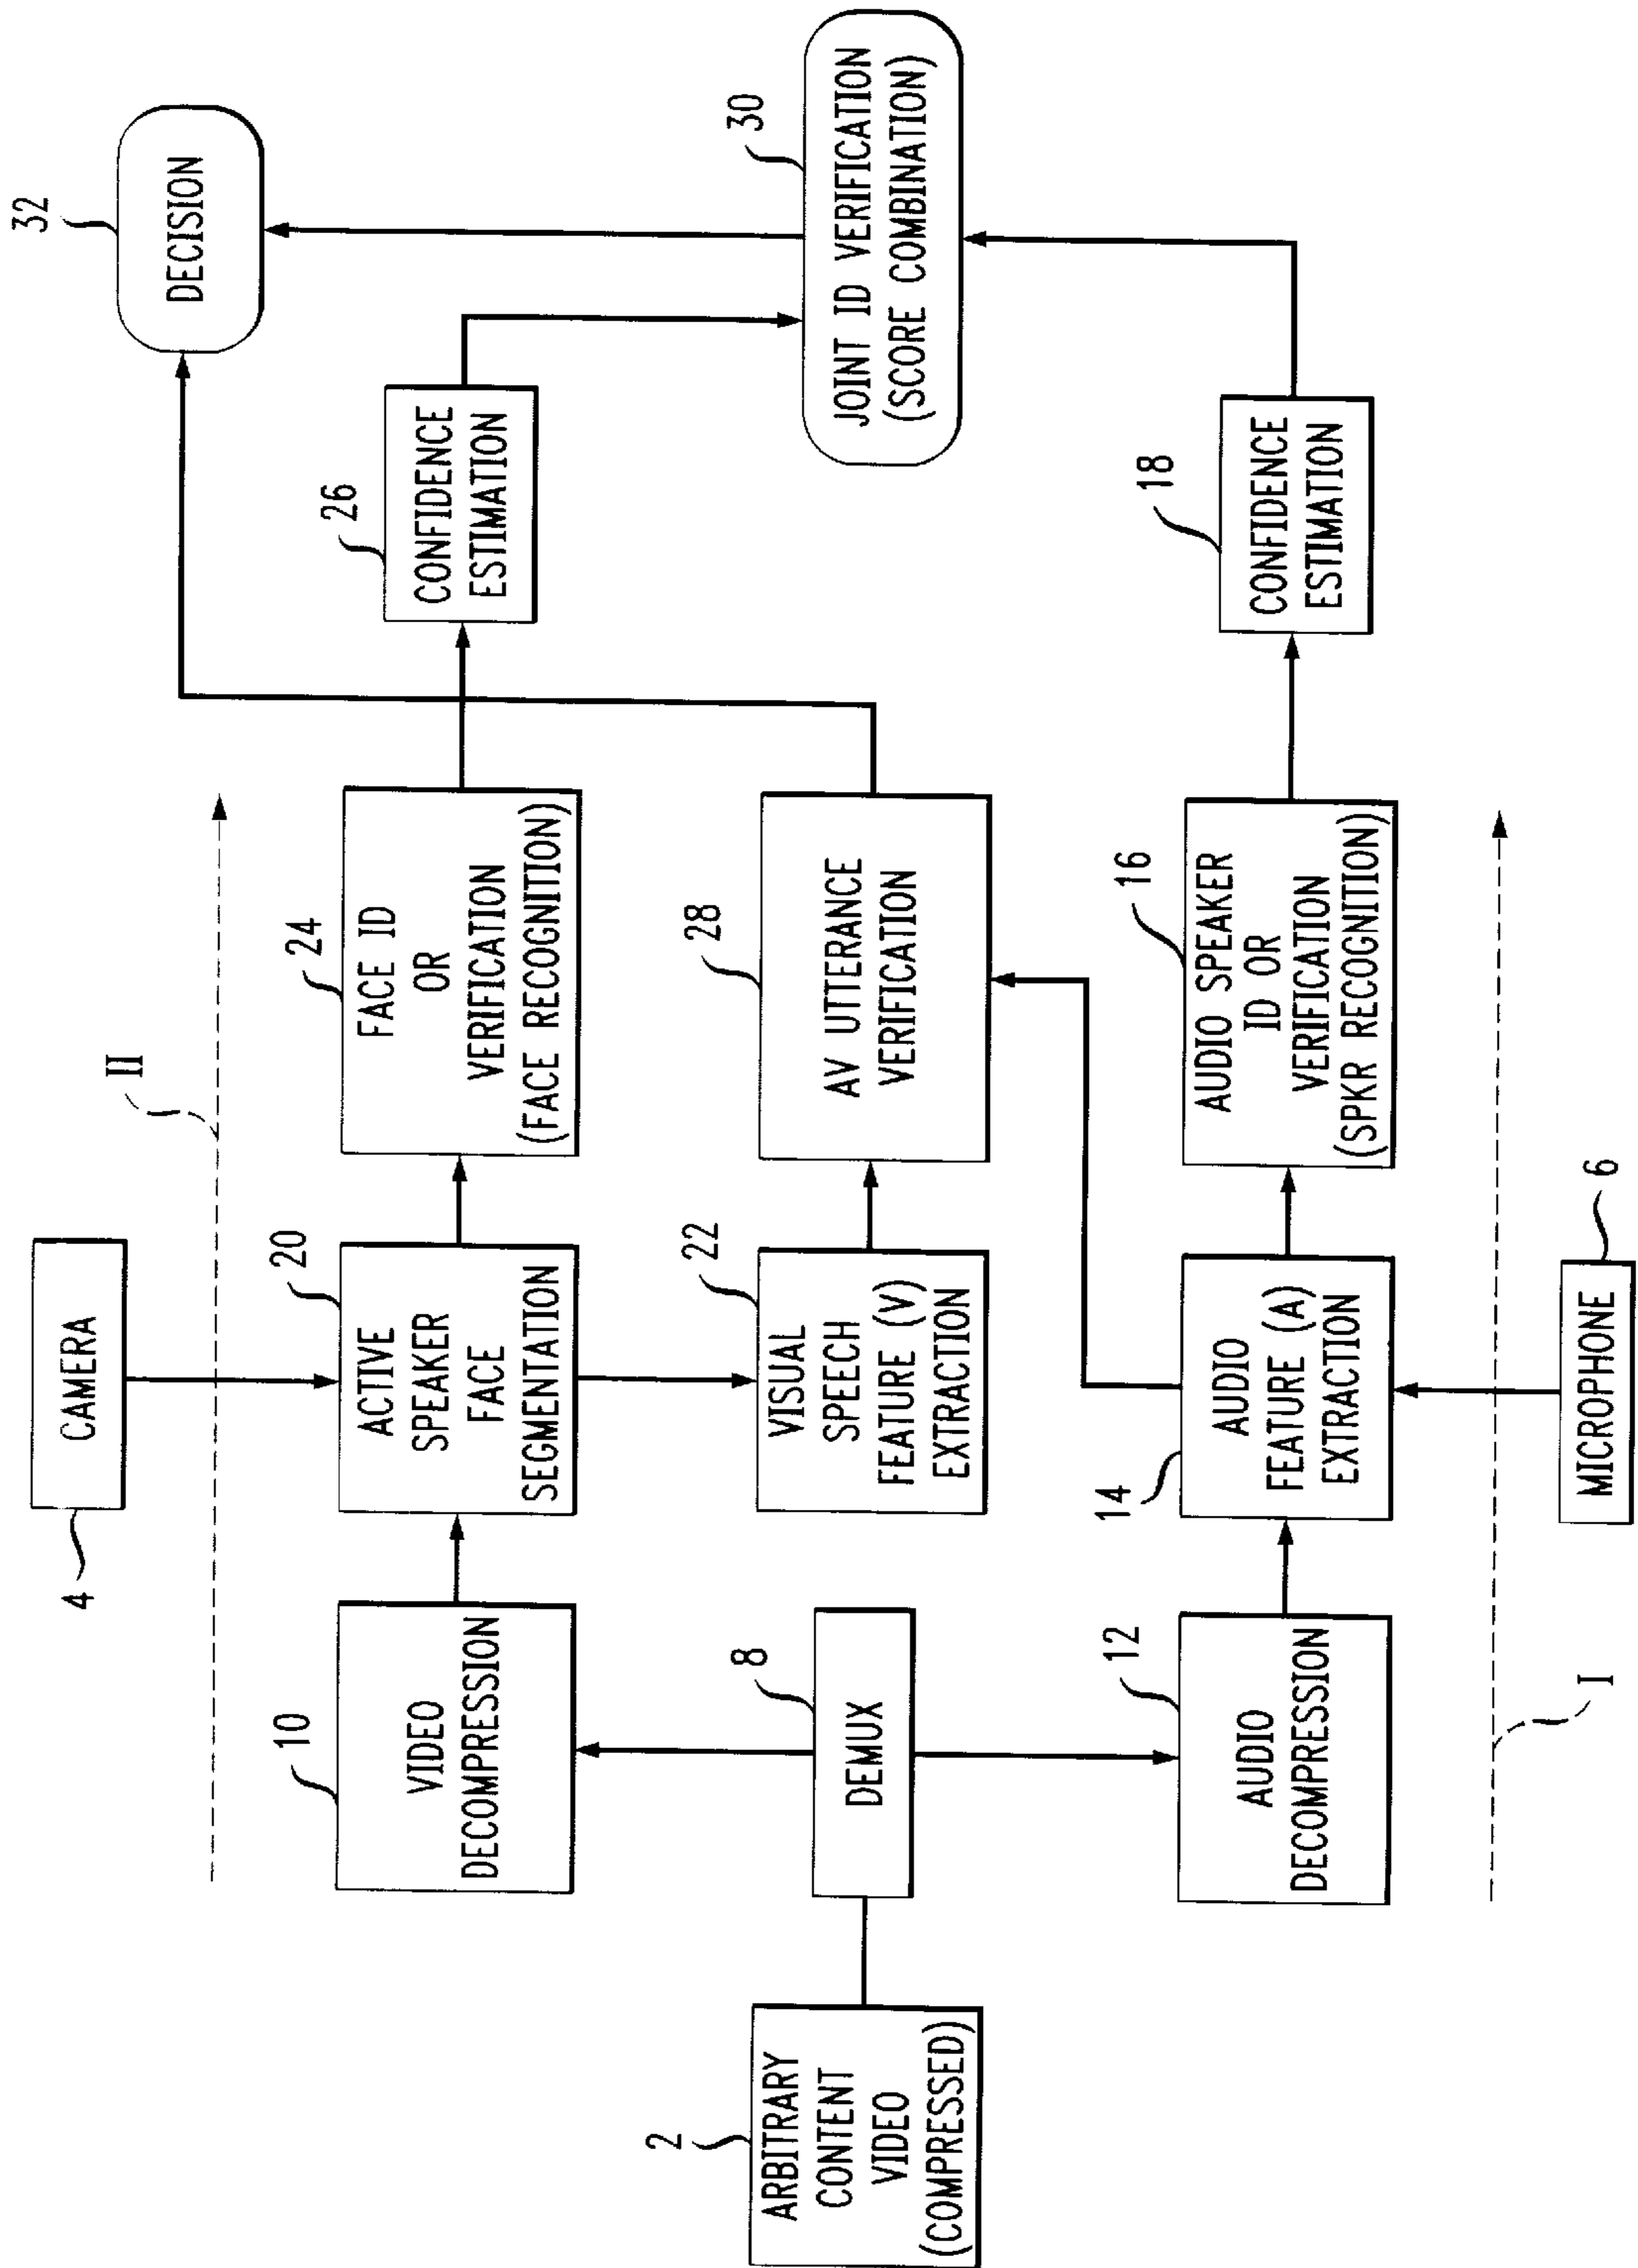 4
CAMERA
II
10
VIDEO
DECOMPRESSION
20
ACTIVE
SPEAKER
FACE
SEGMENTATION
24
FACE ID
OR
VERIFICATION
(FACE RECOGNITION)
26
CONFIDENCE
ESTIMATION
32
DECISION
2
ARBITRARY
CONTENT
VIDEO
(COMPRESSED)
8
DEMUX
22
VISUAL
SPEECH
FEATURE (V)
EXTRACTION
28
AV UTTERANCE
VERIFICATION
30
JOINT ID VERIFICATION
(SCORE COMBINATION)
12
AUDIO
DECOMPRESSION
14
AUDIO
FEATURE (A)
EXTRACTION
16
AUDIO SPEAKER
ID OR
VERIFICATION
(SPKR RECOGNITION)
18
CONFIDENCE
ESTIMATION
I
MICROPHONE
6